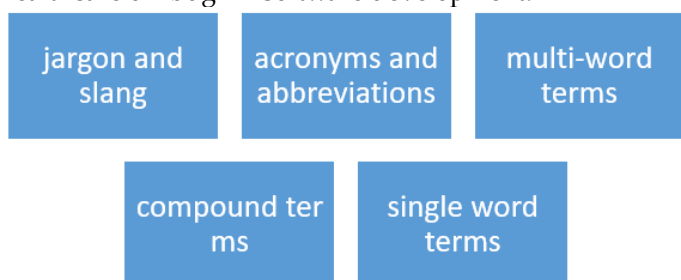 jargon and
slang
acronyms and
abbreviations
multi-word
terms
compound ter
ms
single word
terms